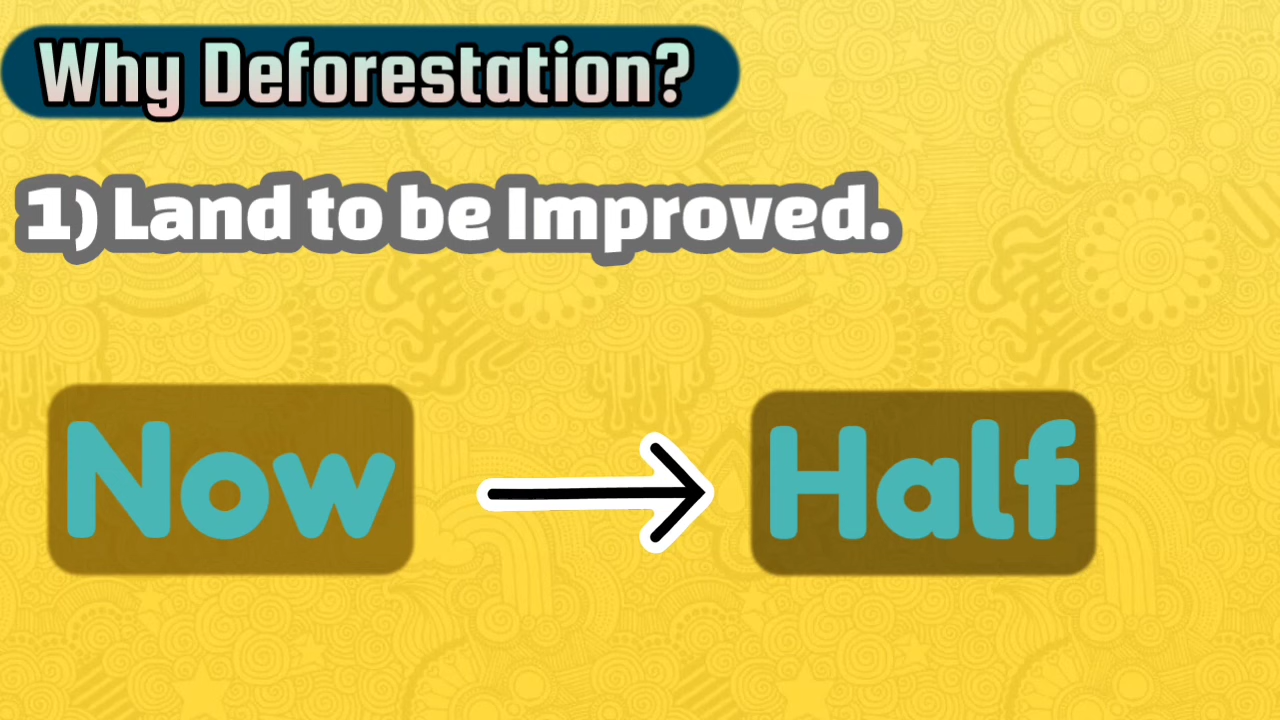 Why Deforestation?
1) Land to be Improved.
Now → Half